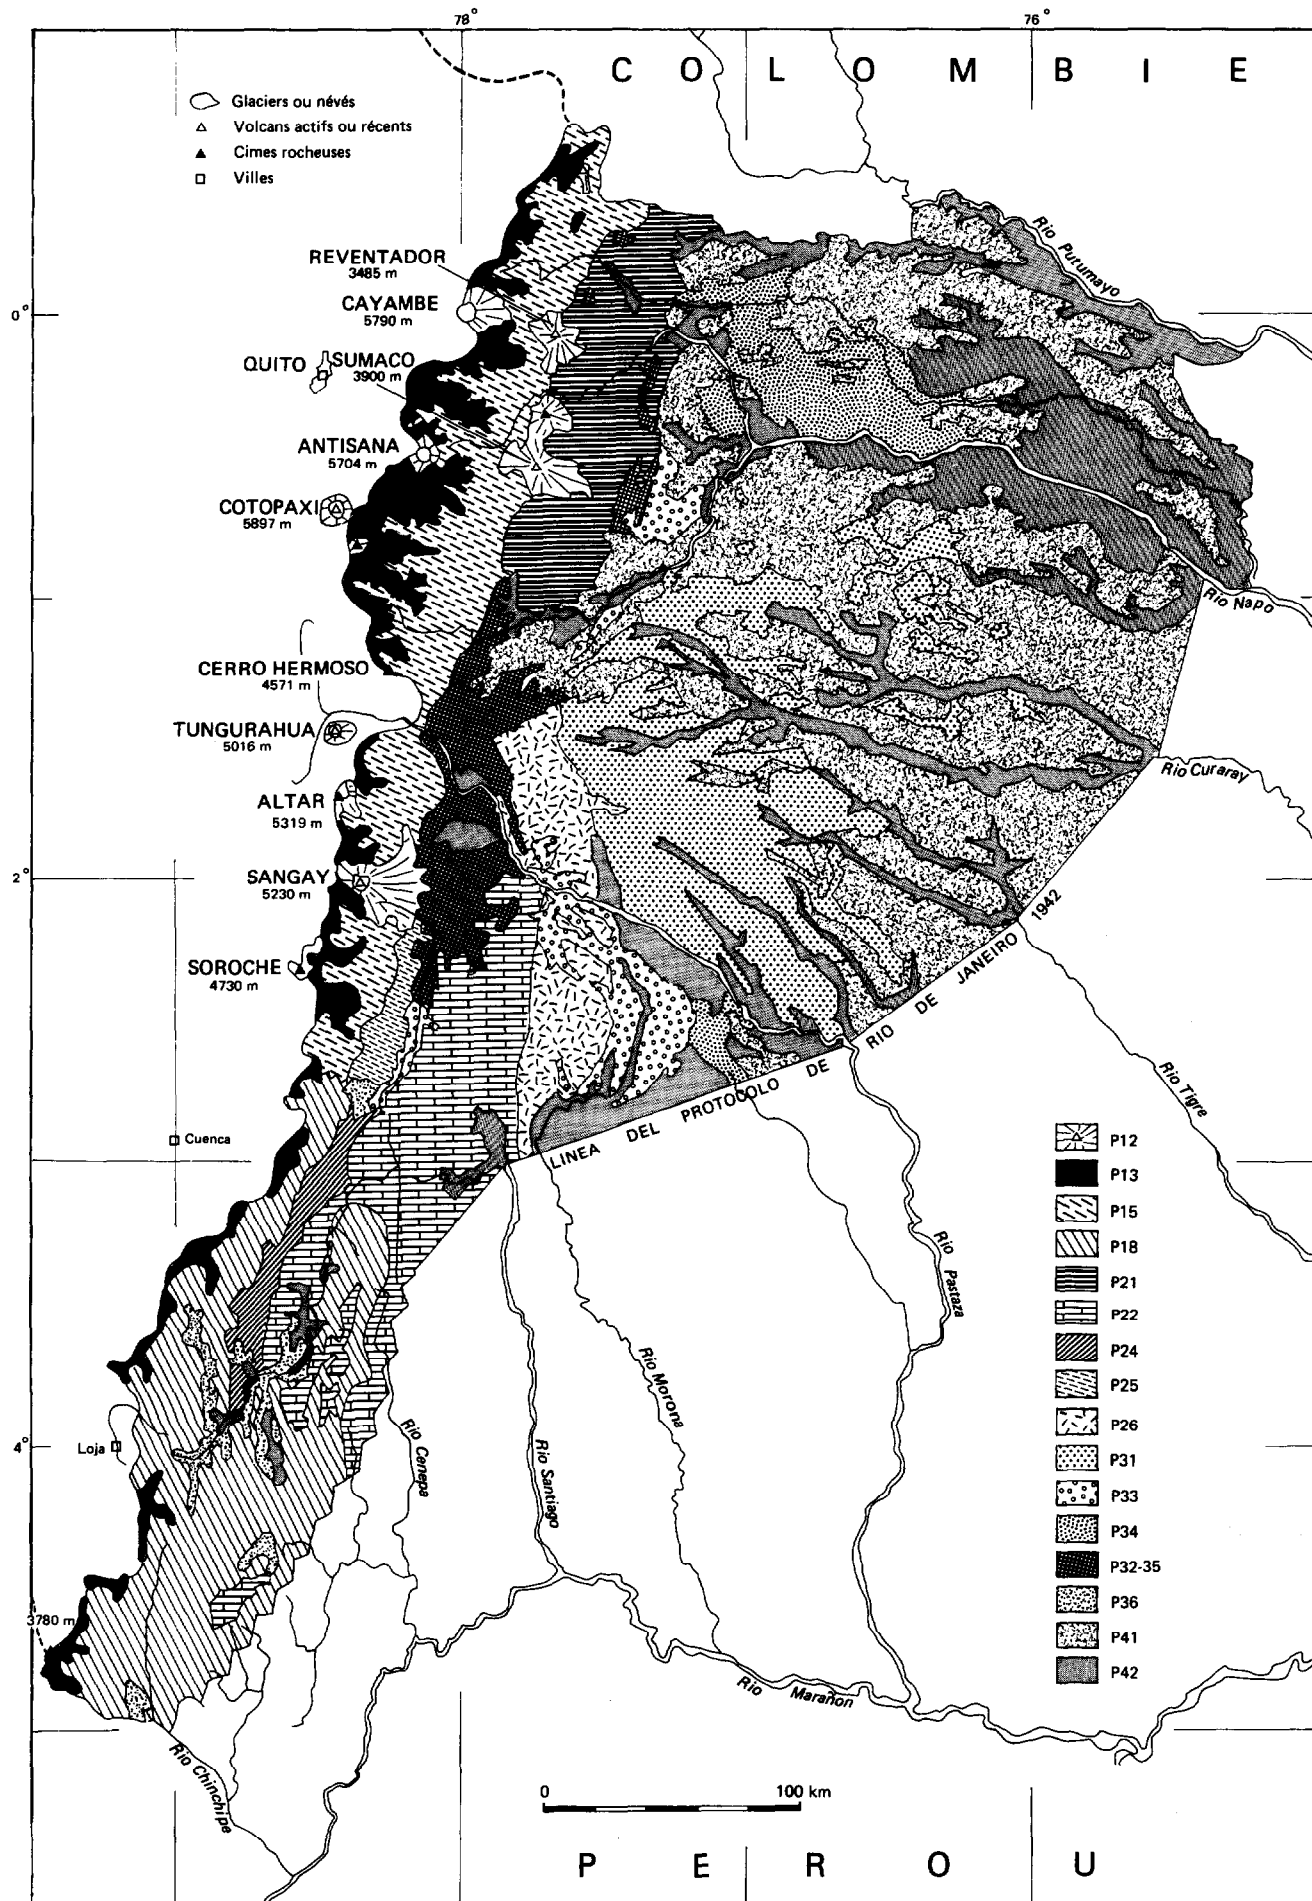 78°
76°
C O L O M B I E
Glaciers ou névés
Volcans actifs ou récents
Cimes rocheuses
Villes
Rio Putumayo
REVENTADOR
3485 m
CAYAMBE
5790 m
0°
QUITO
SUMACO
3900 m
ANTISANA
5704 m
COTOPAXI
5897 m
Rio Napo
CERRO HERMOSO
4571 m
TUNGURAHUA
5016 m
Rio Curaray
ALTAR
5319 m
2°
SANGAY
5230 m
SOROCHE
4730 m
LINEA DEL PROTOCOLO DE RIO DE JANEIRO 1942
Rio Tigre
Cuenca
P12
P13
P15
P18
P21
P22
P24
P25
P26
P31
P33
P34
P32-35
P36
P41
P42
Rio Pastaza
Rio Morona
Rio Cenepa
Rio Santiago
4°
Loja
3780 m
Rio Marañon
Rio Chinchipe
0 100 km
P E R O U